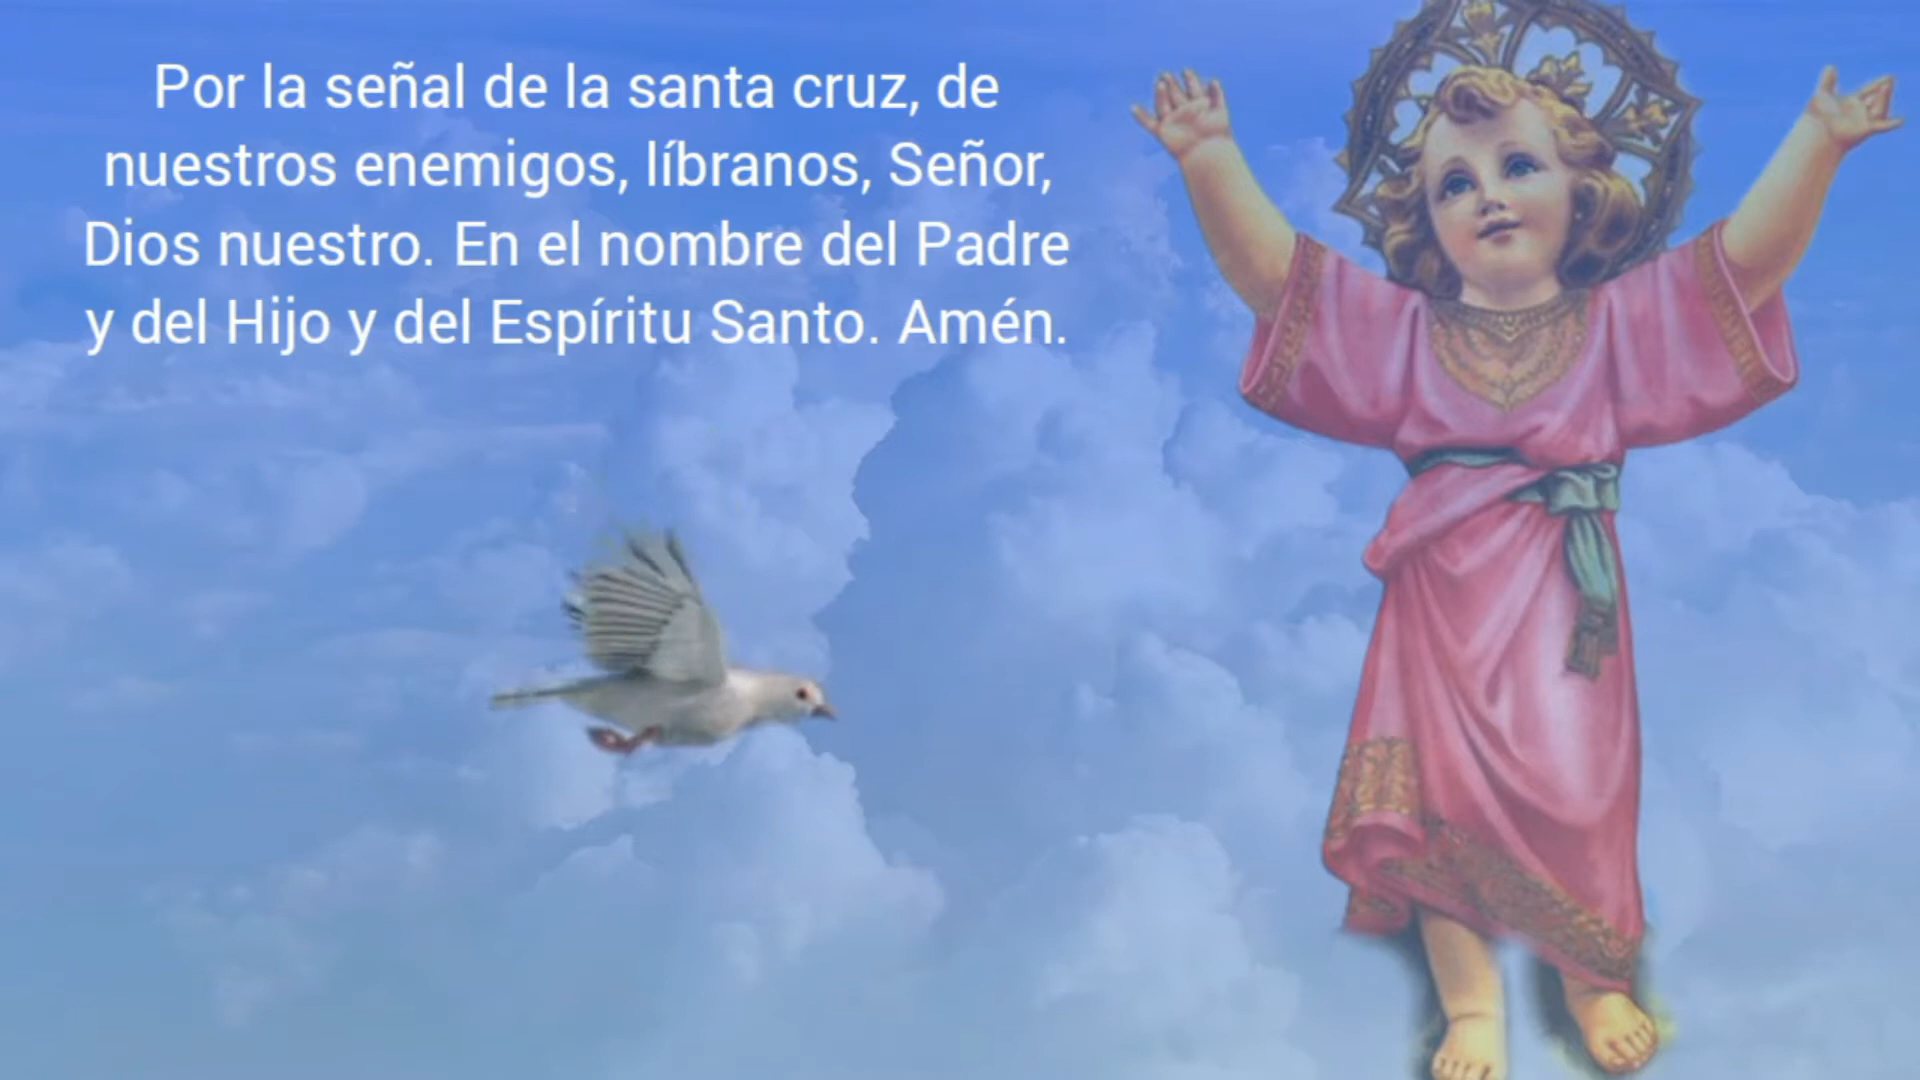 Por la señal de la santa cruz, de
nuestros enemigos, líbranos, Señor,
Dios nuestro. En el nombre del Padre
y del Hijo y del Espíritu Santo. Amén.